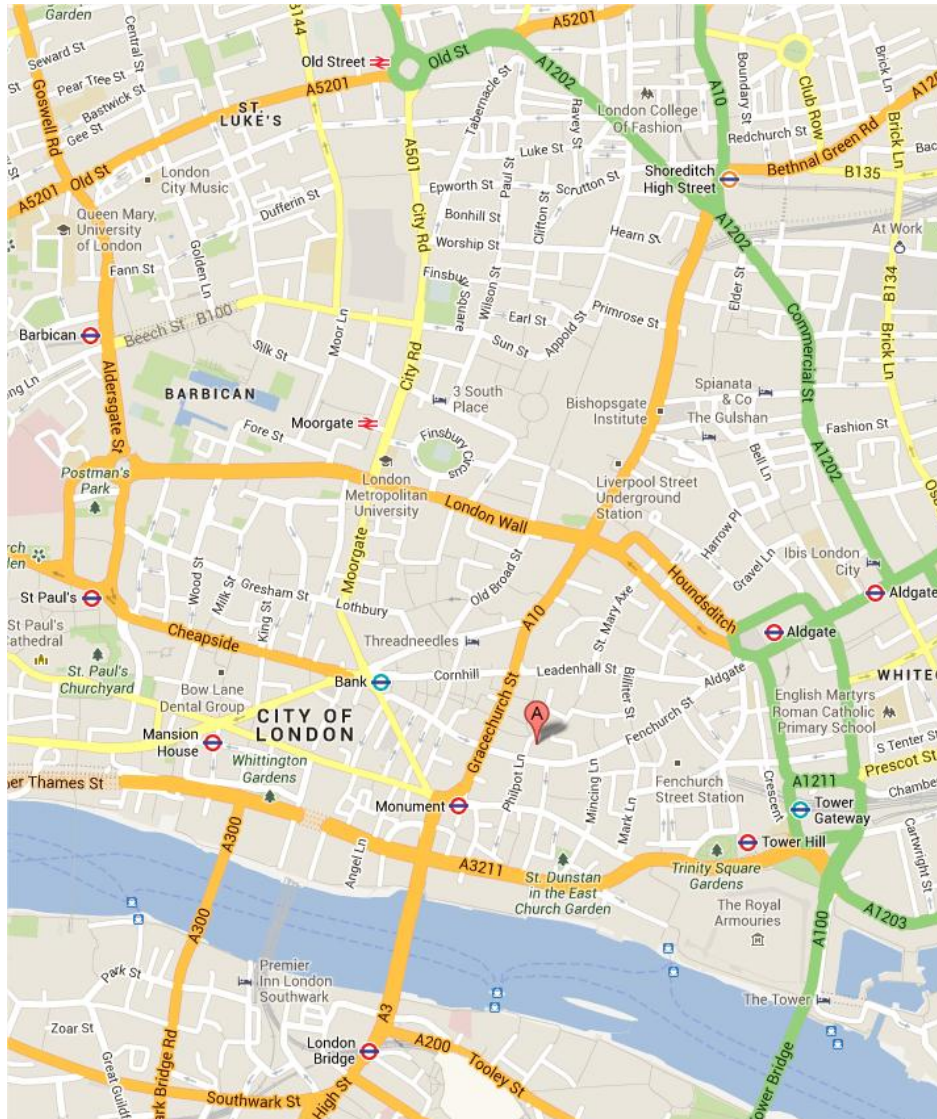 Garden
Seward St
Central St
Pear Tree St
Bastwick St
Gee St
Goswell Rd
B144
Old Street
Old St
A5201
A5201
ST.
LUKE'S
A5201
Old St
London
City Music
Queen Mary,
University
of London
Dufferin St
Fann St
Golden Ln
A501
City Rd
Tabernacle St
A1202
Ravey St
London College
Of Fashion
A10
Boundary St
Club Row
Brick Ln
Redchurch St
Bethnal Green Rd
Brick Ln
B135
Luke St
Paul St
Epworth St
Clifton St
Scrutton St
Shoreditch
High Street
Bonhill St
Worship St
Hearn St
A1202
At Work
B134
Finsbury
Square
Wilson St
Elder St
Primrose St
Earl St
Appold St
Sun St
Commercial St
Brick Ln
Barbican
Beech St
B100
Moor Ln
Silk St
City Rd
BARBICAN
Aldersgate St
Fore St
Moorgate
3 South
Place
Finsbury
Circus
Bishopsgate
Institute
Spianata
& Co
The Gulshan
Fashion St
Bell Ln
A1202
Postman's
Park
London
Metropolitan
University
London Wall
Liverpool Street
Underground
Station
Harrow Pl
Gravel Ln
Ibis London
City
St Paul's
Wood St
Milk St
Gresham St
King St
Moorgate
Lothbury
Old Broad St
A10
St. Mary Axe
Houndsditch
Aldgate
Aldgate
St Paul's
Cathedral
Cheapside
Threadneedles
St. Paul's
Churchyard
Bow Lane
Dental Group
Bank
Cornhill
Leadenhall St
Billiter St
Aldgate
English Martyrs
Roman Catholic
Primary School
CITY OF
LONDON
Mansion
House
Whittington
Gardens
Gracechurch St
A
Fenchurch St
S Tenter St
Prescot St
Philpot Ln
Mincing Ln
Mark Ln
Fenchurch
Street Station
Crescent
A1211
Tower
Gateway
Thames St
Monument
Angel Ln
A300
A3211
St. Dunstan
in the East
Church Garden
Trinity Square
Gardens
Tower Hill
Cartwright St
The Royal
Armouries
A100
A1203
A300
Park St
Premier
Inn London
Southwark
The Tower
Zoar St
A3
London
Bridge
A200
Tooley St
Southwark St
High St
Tower Bridge